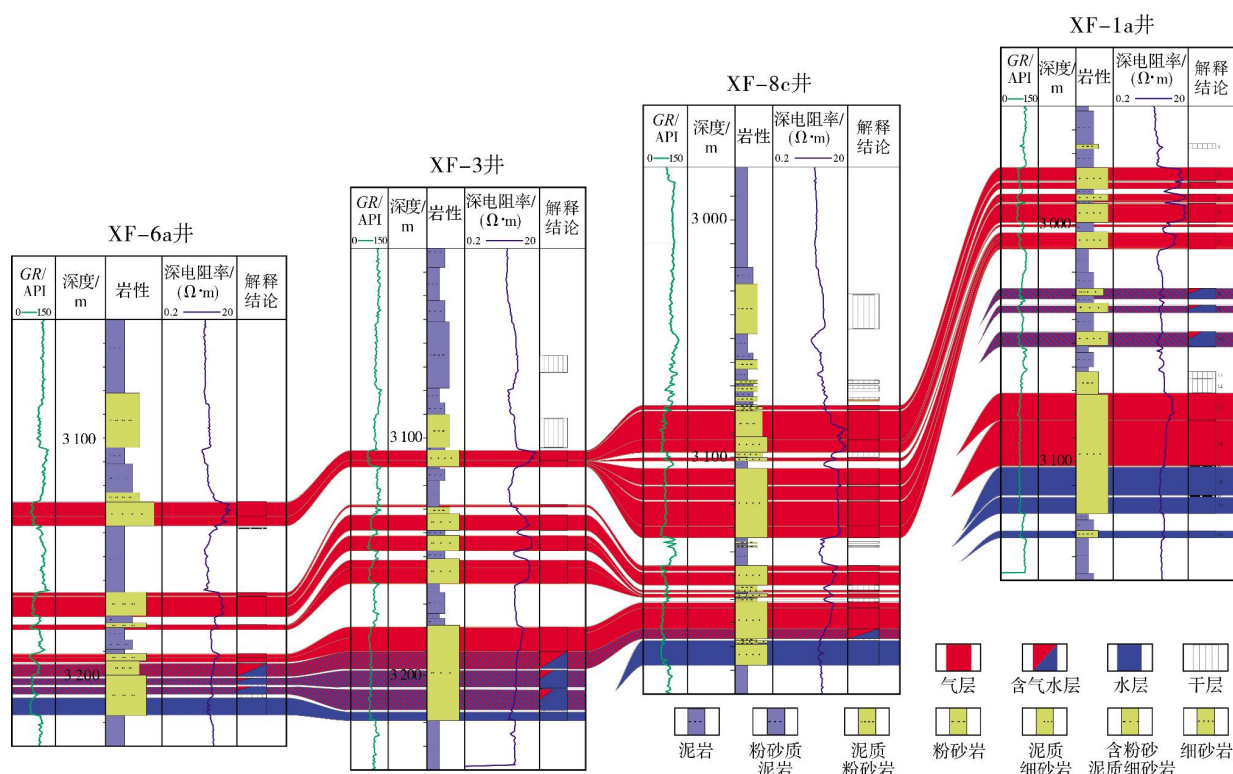 XF-6a井
GR/
API
0 150
深度/
m
岩性
深电阻率/
(Ω·m)
0.2 20
解释
结论
3 100
3 200
XF-3井
GR/
API
0 150
深度/
m
岩性
深电阻率/
(Ω·m)
0.2 20
解释
结论
3 100
3 200
XF-8c井
GR/
API
0 150
深度/
m
岩性
深电阻率/
(Ω·m)
0.2 20
解释
结论
3 000
3 100
XF-1a井
GR/
API
0 150
深度/
m
岩性
深电阻率/
(Ω·m)
0.2 20
解释
结论
3 000
3 100
气层
含气水层
水层
干层
泥岩
粉砂质
泥岩
泥质
粉砂岩
粉砂岩
泥质
细砂岩
含粉砂
泥质细砂岩
细砂岩